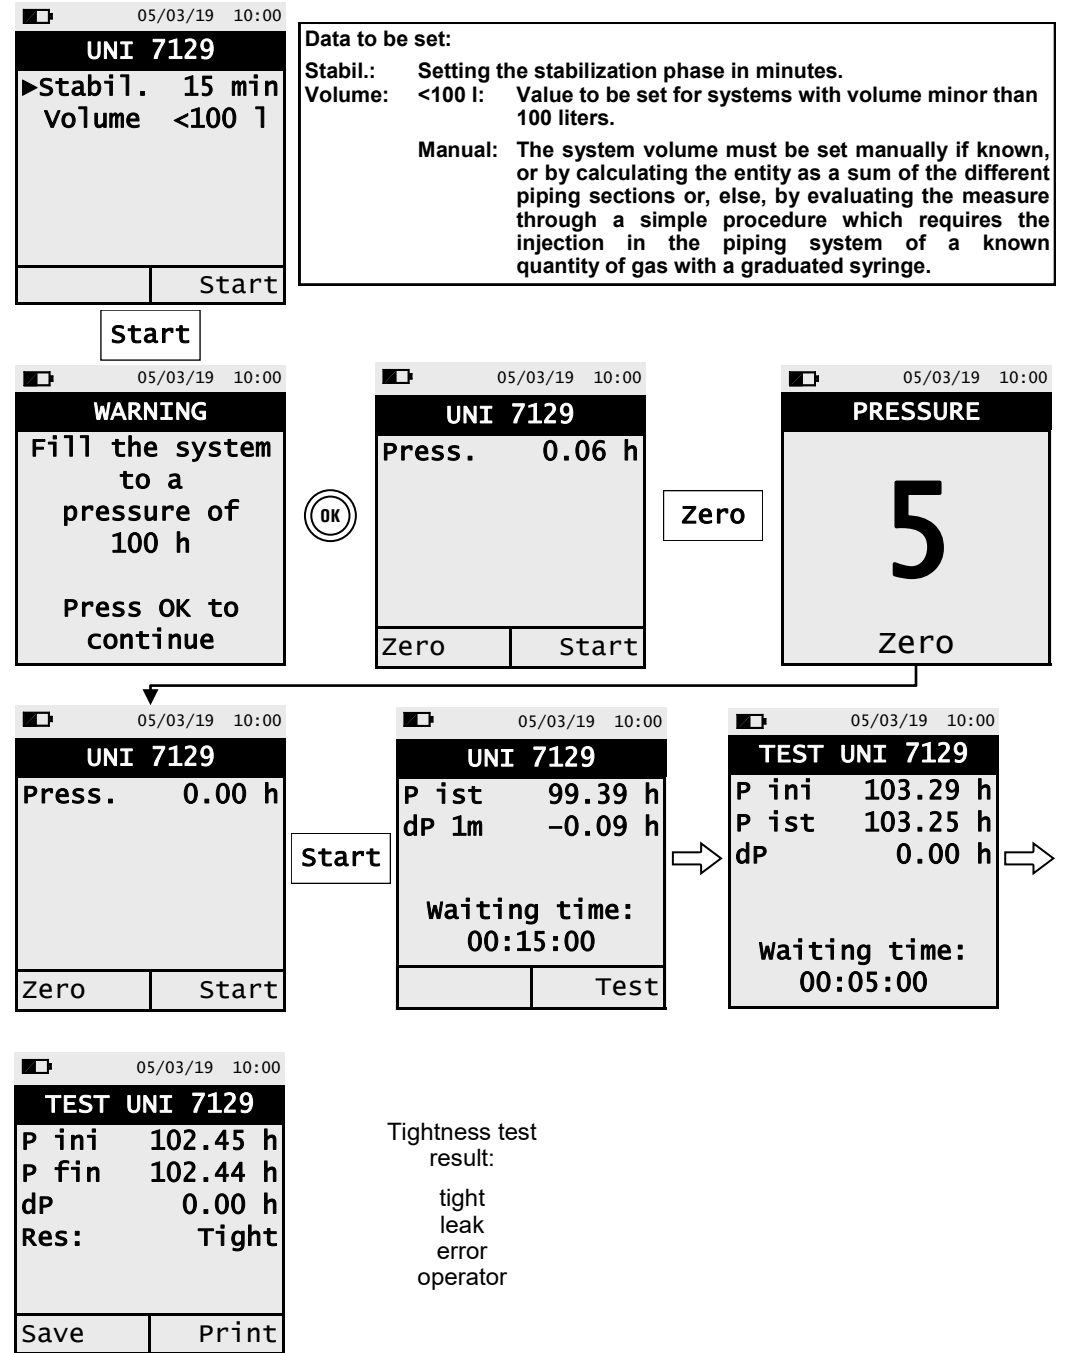 05/03/19 10:00
UNI 7129
▶Stabil. 15 min
Volume <100 l
Start
Data to be set:
Stabil.: Setting the stabilization phase in minutes.
Volume: <100 l: Value to be set for systems with volume minor than
100 liters.
Manual: The system volume must be set manually if known,
or by calculating the entity as a sum of the different
piping sections or, else, by evaluating the measure
through a simple procedure which requires the
injection in the piping system of a known
quantity of gas with a graduated syringe.
Start
05/03/19 10:00
WARNING
Fill the system
to a
pressure of
100 h
Press OK to
continue
OK
05/03/19 10:00
UNI 7129
Press. 0.06 h
Zero Start
Zero
05/03/19 10:00
PRESSURE
5
Zero
05/03/19 10:00
UNI 7129
Press. 0.00 h
Zero Start
Start
05/03/19 10:00
UNI 7129
P ist 99.39 h
dP 1m -0.09 h
Waiting time:
00:15:00
Test
05/03/19 10:00
TEST UNI 7129
P ini 103.29 h
P ist 103.25 h
dP 0.00 h
Waiting time:
00:05:00
05/03/19 10:00
TEST UNI 7129
P ini 102.45 h
P fin 102.44 h
dP 0.00 h
Res: Tight
Save Print
Tightness test
result:
tight
leak
error
operator